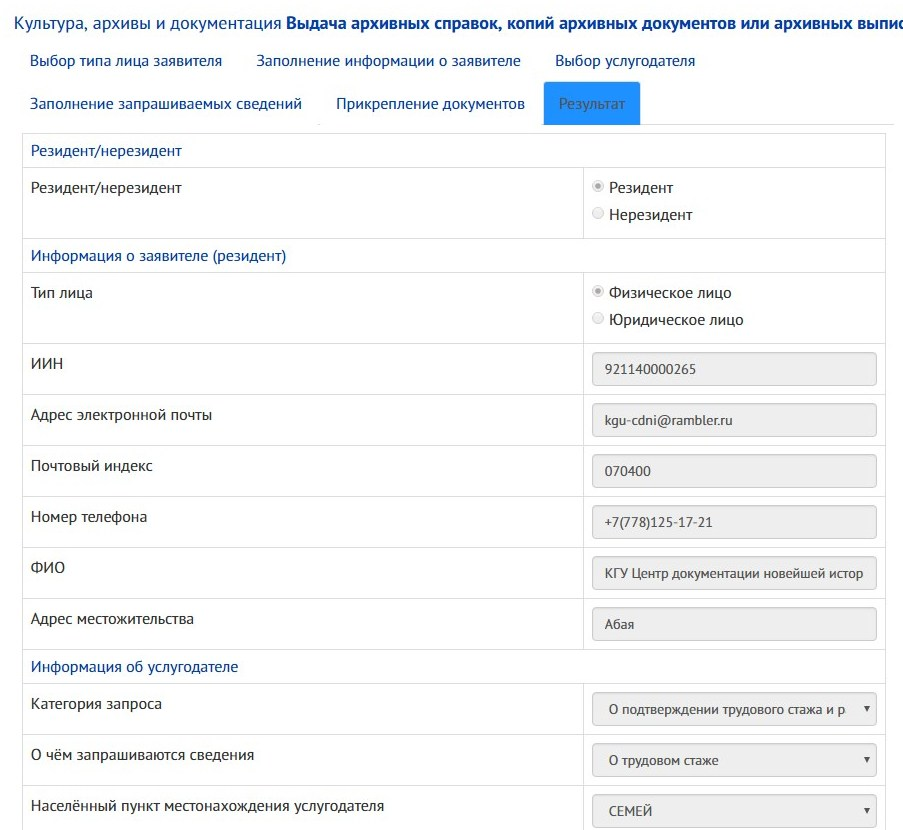 Культура, архивы и документация Выдача архивных справок, копий архивных документов или архивных
Выбор типа лица заявителя Заполнение информации о заявителе Выбор услугодателя
Заполнение запрашиваемых сведений Прикрепление документов Результат
Резидент/нерезидент
Резидент/нерезидент Резидент
Нерезидент
Информация о заявителе (резидент)
Тип лица Физическое лицо
Юридическое лицо
ИИН 921140000265
Адрес электронной почты kgu-cdni@rambler.ru
Почтовый индекс 070400
Номер телефона +7(778)125-17-21
ФИО КГУ Центр документации новейшей истор
Адрес местожительства Абая
Информация об услугодателе
Категория запроса О подтверждении трудового стажа и р
О чём запрашиваются сведения О трудовом стаже
Населённый пункт местонахождения услугодателя СЕМЕЙ